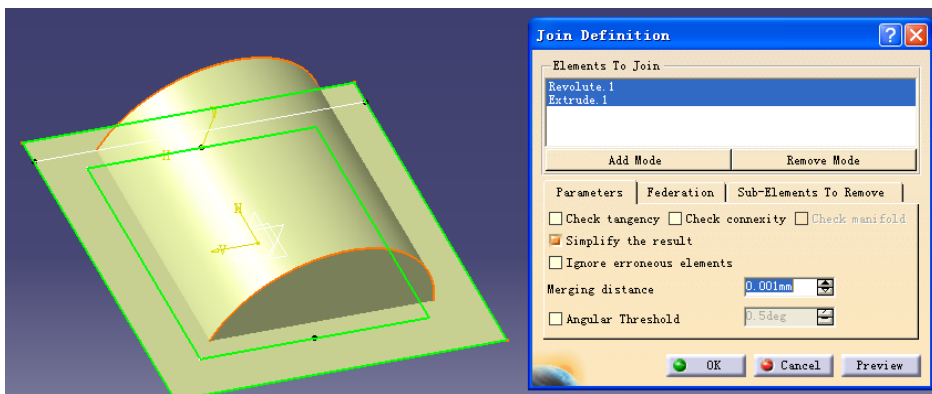 Join Definition
Elements To Join
Revolute.1
Extrude.1
Add Mode
Remove Mode
Parameters
Federation
Sub-Elements To Remove
Check tangency
Check connexity
Check manifold
Simplify the result
Ignore erroneous elements
Merging distance
0.001mm
Angular Threshold
0.5deg
OK
Cancel
Preview
H
V